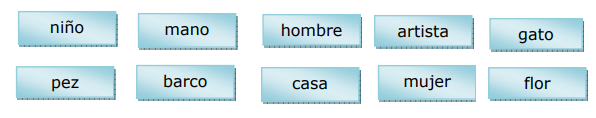 niño mano hombre artista gato
pez barco casa mujer flor